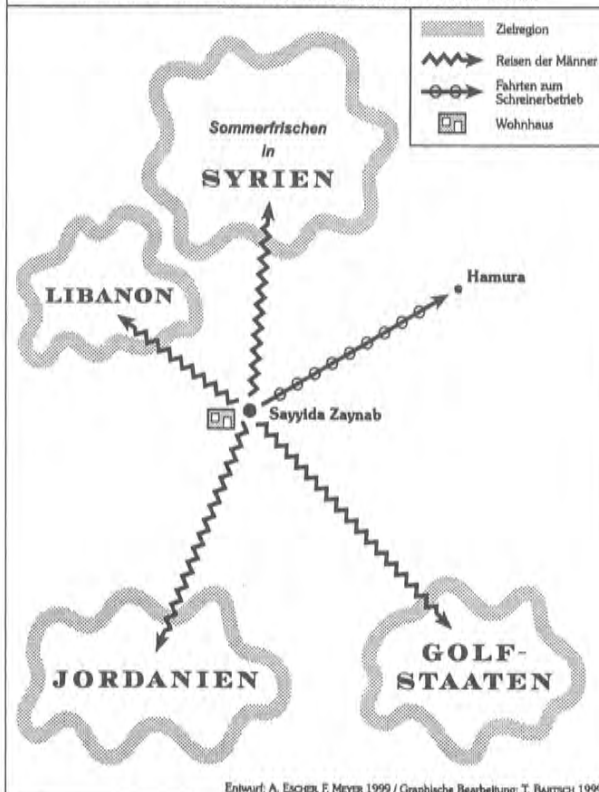 Zielregion
Reisen der Männer
Fahrten zum
Schreinerbetrieb
Wohnhaus
Sommerfrischen
in
SYRIEN
LIBANON
Hamura
Sayyida Zaynab
JORDANIEN
GOLF-
STAATEN
Entwurf: A. ESCHER, F. MEYER 1999 / Graphische Bearbeitung: T. BARTSCH 1999